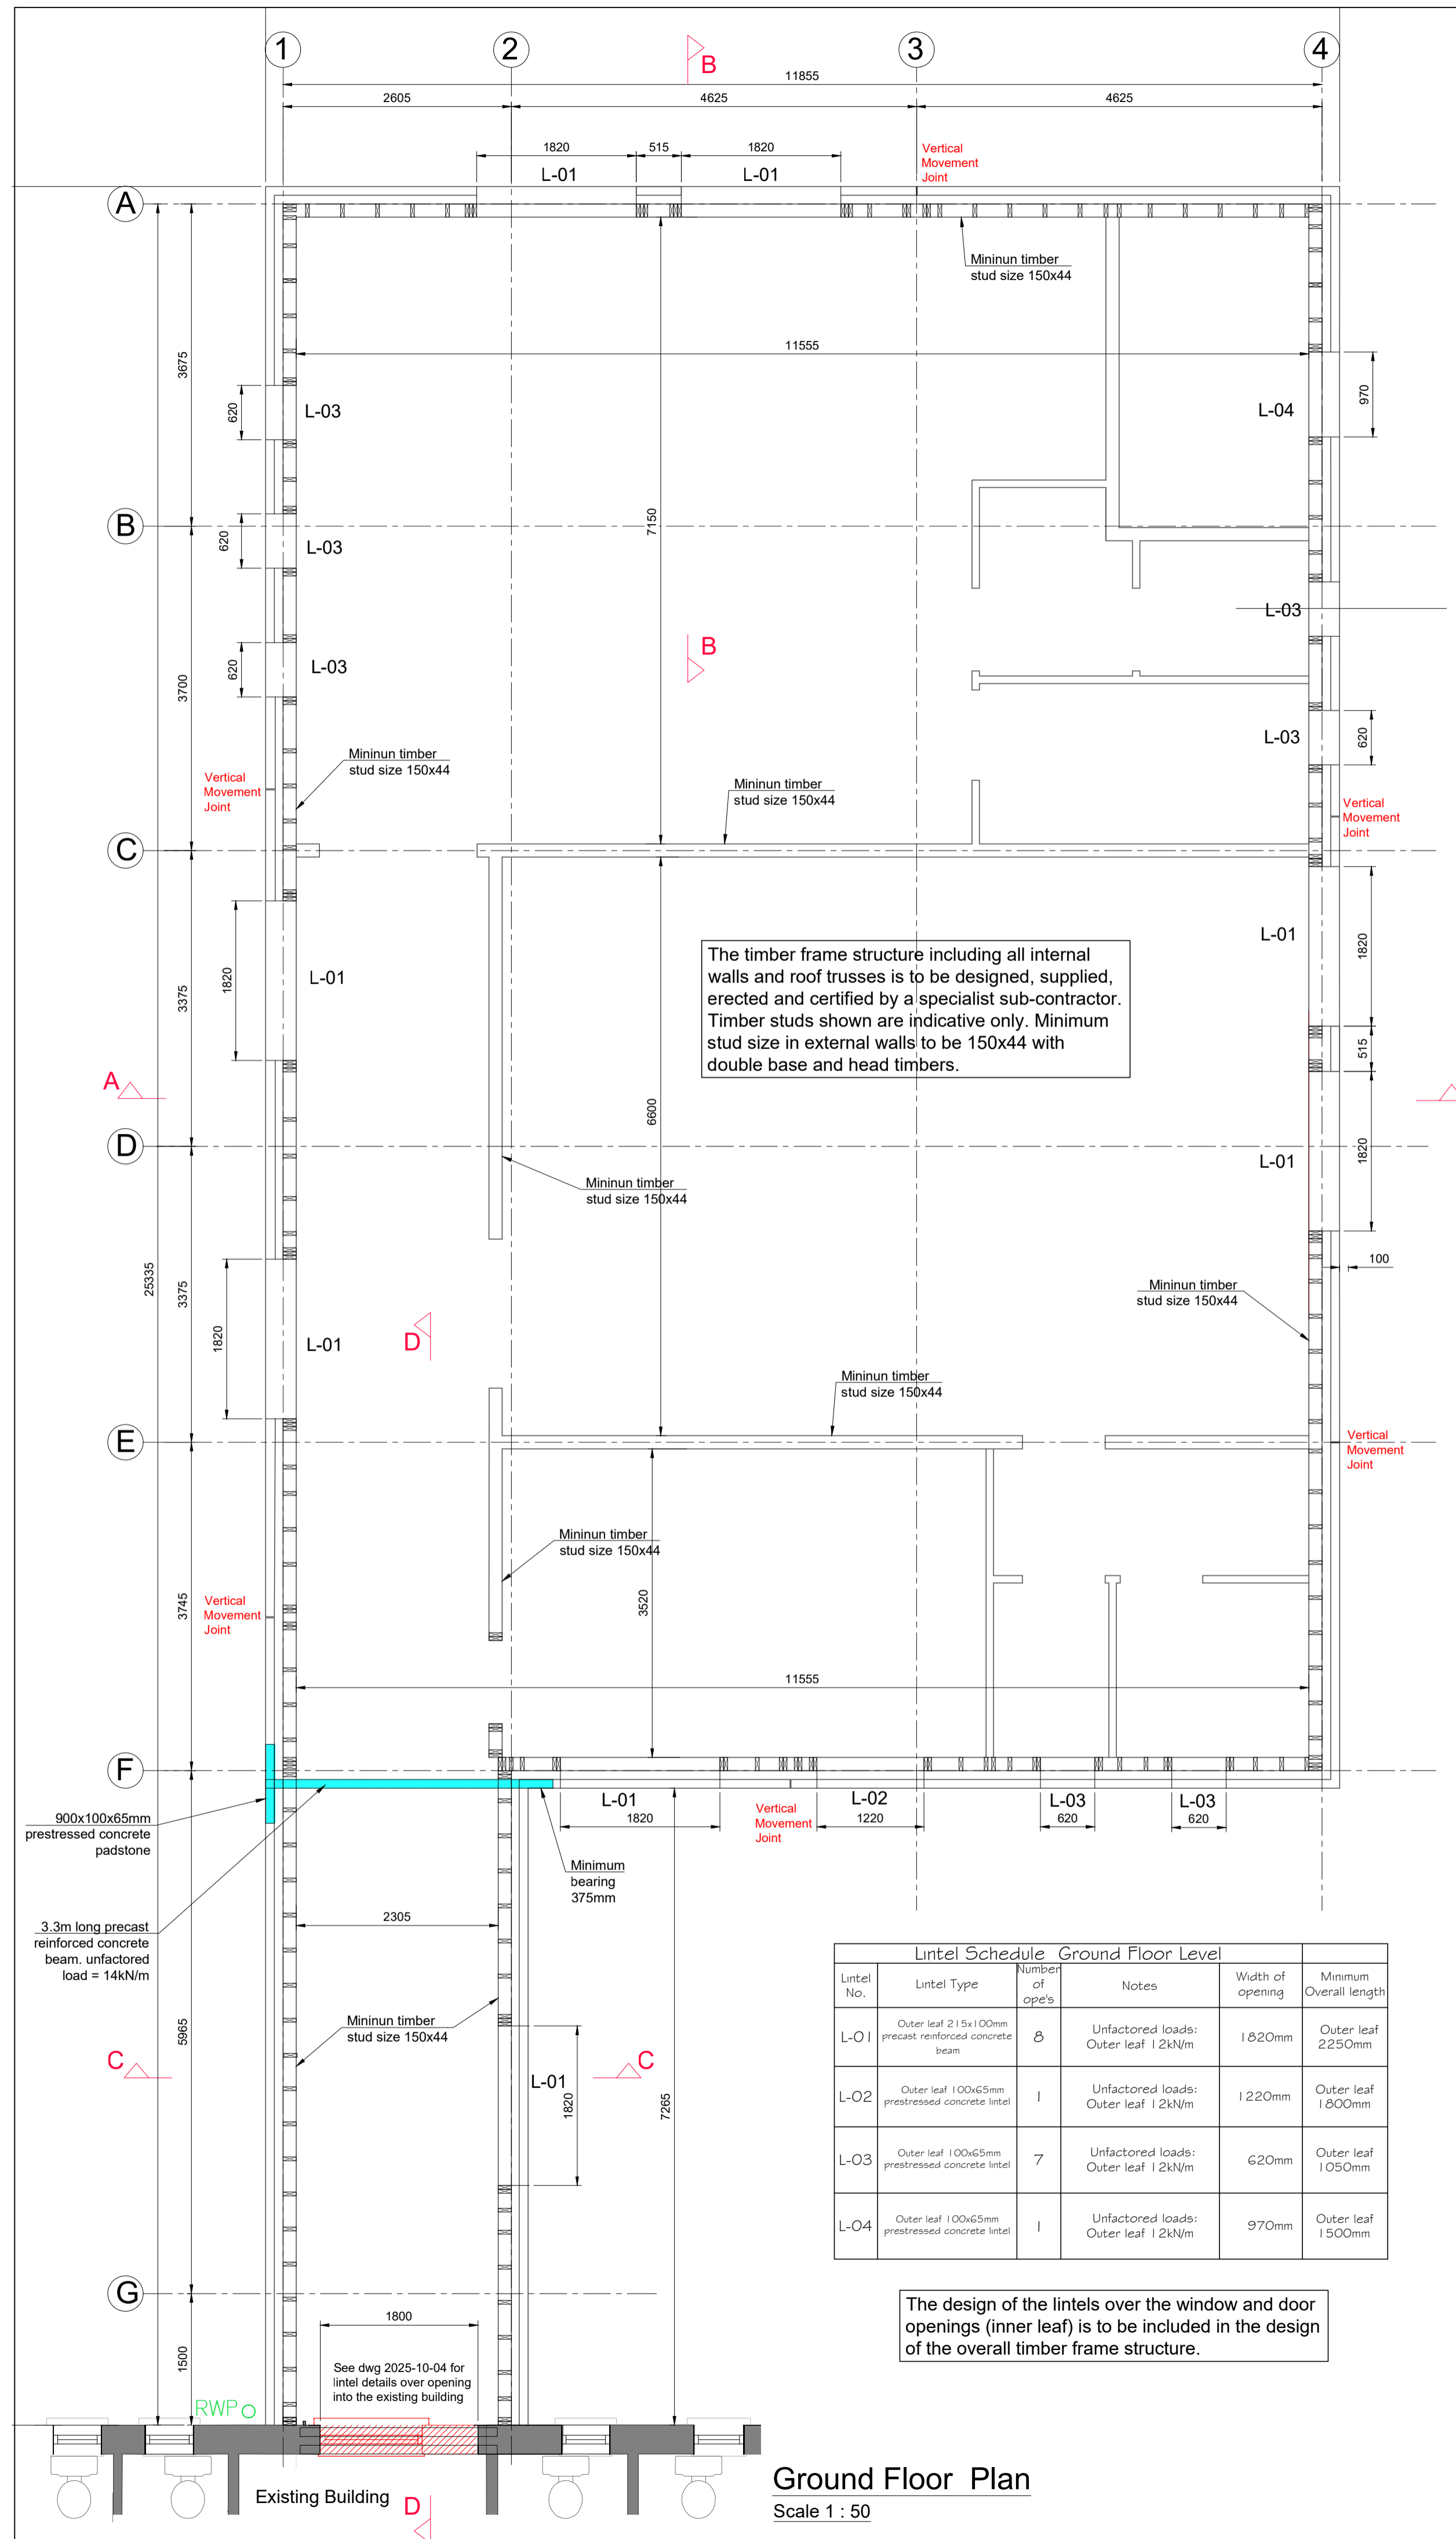 1
2
3
4
B
11855
2605
4625
4625
1820
515
1820
L-01
L-01
Vertical
Movement
Joint
A
Mininun timber
stud size 150x44
11555
3675
620
L-03
L-04
970
B
7150
620
L-03
L-03
B
620
L-03
3700
L-03
620
Mininun timber
stud size 150x44
Vertical
Movement
Joint
Mininun timber
stud size 150x44
Vertical
Movement
Joint
C
L-01
1820
The timber frame structure including all internal
walls and roof trusses is to be designed, supplied,
erected and certified by a specialist sub-contractor.
Timber studs shown are indicative only. Minimum
stud size in external walls to be 150x44 with
double base and head timbers.
1820
L-01
3375
515
A
6600
D
L-01
1820
Mininun timber
stud size 150x44
100
25335
3375
Mininun timber
stud size 150x44
1820
L-01
D
Mininun timber
stud size 150x44
E
Vertical
Movement
Joint
Mininun timber
stud size 150x44
3745
Vertical
Movement
Joint
3520
11555
F
L-01
1820
Vertical
Movement
Joint
L-02
1220
L-03
620
L-03
620
900x100x65mm
prestressed concrete
padstone
Minimum
bearing
375mm
3.3m long precast
reinforced concrete
beam. unfactored
load = 14kN/m
2305
Mininun timber
stud size 150x44
5965
C
C
L-01
1820
7265
Lintel Schedule Ground Floor Level
Lintel
No.
Lintel Type
Number
of
ope's
Notes
Width of
opening
Minimum
Overall length
L-01
Outer leaf 215x100mm
precast reinforced concrete
beam
8
Unfactored loads:
Outer leaf 12kN/m
1820mm
Outer leaf
2250mm
L-02
Outer leaf 100x65mm
prestressed concrete lintel
1
Unfactored loads:
Outer leaf 12kN/m
1220mm
Outer leaf
1800mm
L-03
Outer leaf 100x65mm
prestressed concrete lintel
7
Unfactored loads:
Outer leaf 12kN/m
620mm
Outer leaf
1050mm
L-04
Outer leaf 100x65mm
prestressed concrete lintel
1
Unfactored loads:
Outer leaf 12kN/m
970mm
Outer leaf
1500mm
G
The design of the lintels over the window and door
openings (inner leaf) is to be included in the design
of the overall timber frame structure.
1800
1500
See dwg 2025-10-04 for
lintel details over opening
into the existing building
RWP
Existing Building
D
Ground Floor Plan
Scale 1 : 50